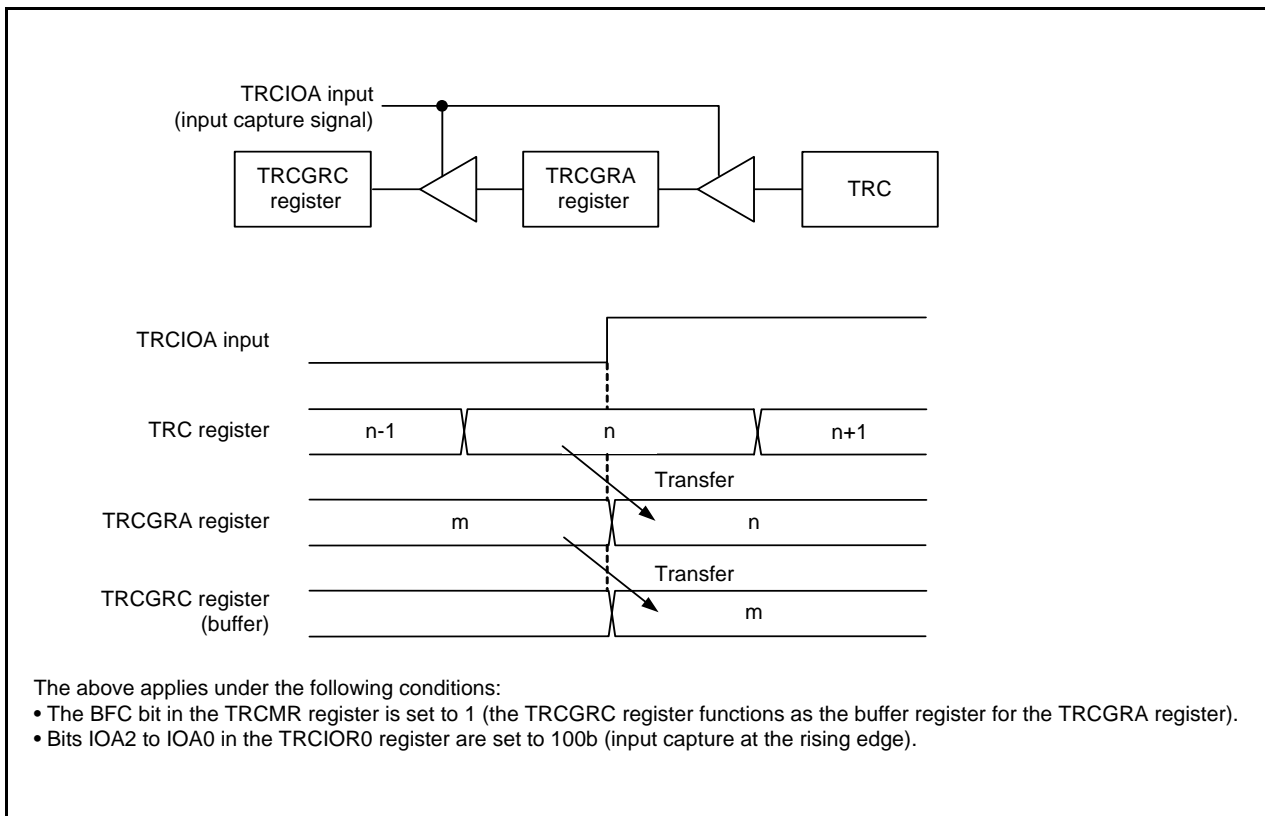 TRCIOA input
(input capture signal)
TRCGRC
register
TRCGRA
register
TRC
TRCIOA input
TRC register
n-1
n
n+1
Transfer
TRCGRA register
m
n
Transfer
TRCGRC register
(buffer)
m
The above applies under the following conditions:
• The BFC bit in the TRCMR register is set to 1 (the TRCGRC register functions as the buffer register for the TRCGRA register).
• Bits IOA2 to IOA0 in the TRCIOR0 register are set to 100b (input capture at the rising edge).